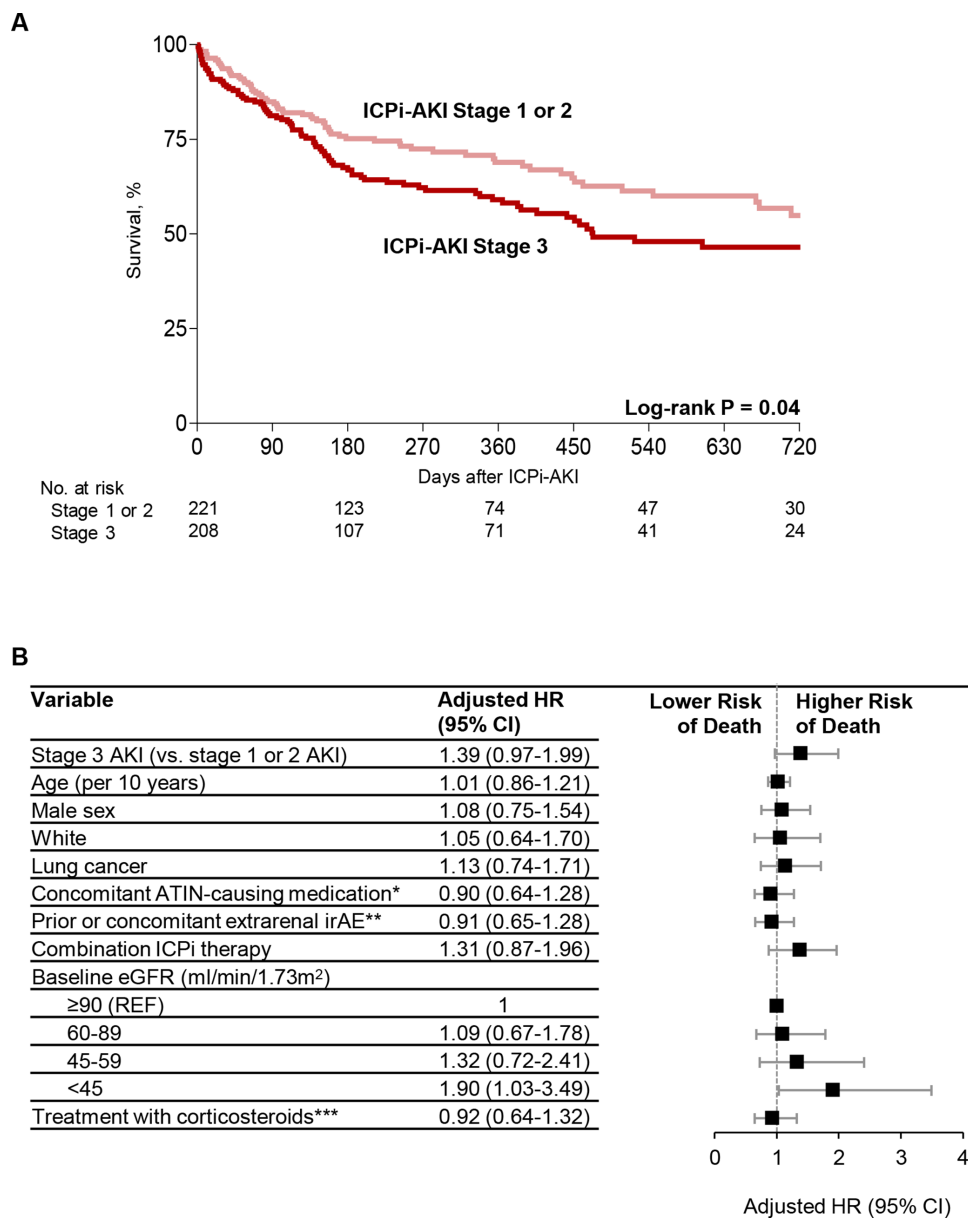 A
100
75
50
25
0
Survival, %
ICPi-AKI Stage 1 or 2
ICPi-AKI Stage 3
Log-rank P = 0.04
0 90 180 270 360 450 540 630 720
Days after ICPi-AKI
No. at risk
Stage 1 or 2 221 123 74 47 30
Stage 3 208 107 71 41 24
B
Variable Adjusted HR (95% CI)
Lower Risk of Death
Higher Risk of Death
Stage 3 AKI (vs. stage 1 or 2 AKI) 1.39 (0.97-1.99)
Age (per 10 years) 1.01 (0.86-1.21)
Male sex 1.08 (0.75-1.54)
White 1.05 (0.64-1.70)
Lung cancer 1.13 (0.74-1.71)
Concomitant ATIN-causing medication* 0.90 (0.64-1.28)
Prior or concomitant extrarenal irAE** 0.91 (0.65-1.28)
Combination ICPi therapy 1.31 (0.87-1.96)
Baseline eGFR (ml/min/1.73m²)
≥90 (REF) 1
60-89 1.09 (0.67-1.78)
45-59 1.32 (0.72-2.41)
<45 1.90 (1.03-3.49)
Treatment with corticosteroids*** 0.92 (0.64-1.32)
0 1 2 3 4
Adjusted HR (95% CI)